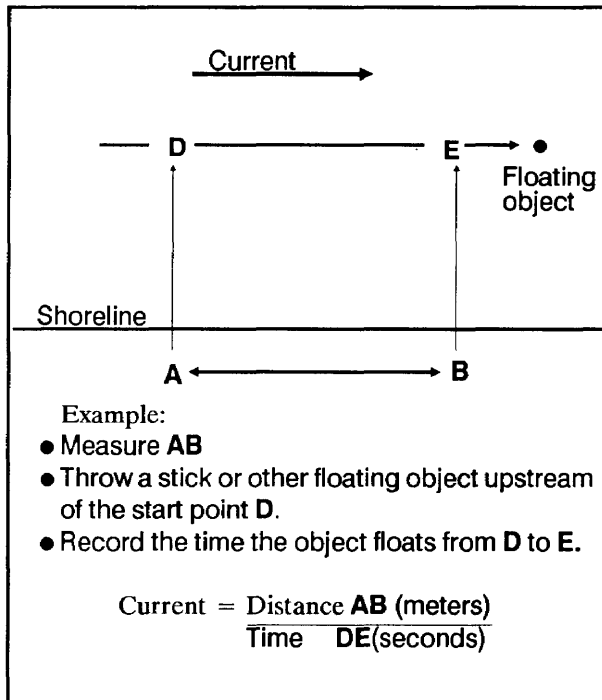 Current
D E
Floating
object
Shoreline
A B
Example:
● Measure AB
● Throw a stick or other floating object upstream
of the start point D.
● Record the time the object floats from D to E.
Current = Distance AB (meters)
Time DE(seconds)